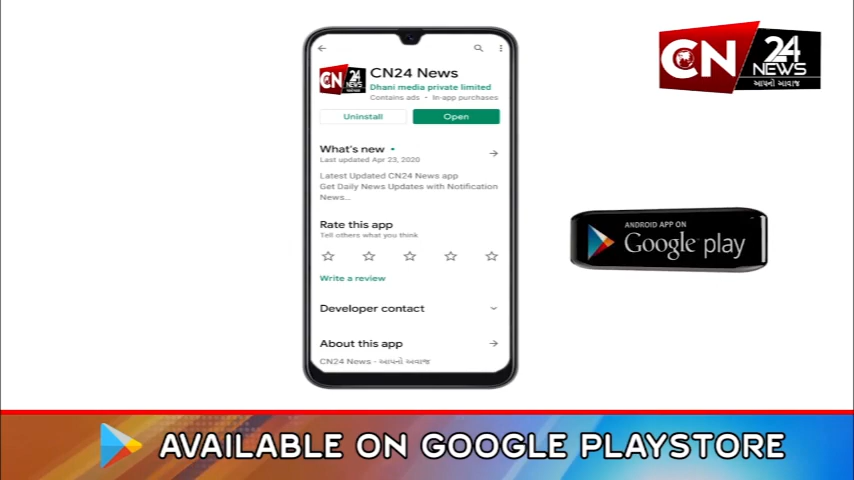 CN24 News
Dhani media private limited
Contains ads • In-app purchases
Uninstall
Open
What's new •
Last updated Apr 23, 2020
Latest Updated CN24 News app
Get Daily News Updates with Notification
News...
Rate this app
Tell others what you think
Write a review
Developer contact
About this app
CN24 News - આપનો અવાજ
CN 24 NEWS
આપનો અવાજ
CN 24 NEWS
ANDROID APP ON
Google play
AVAILABLE ON GOOGLE PLAYSTORE